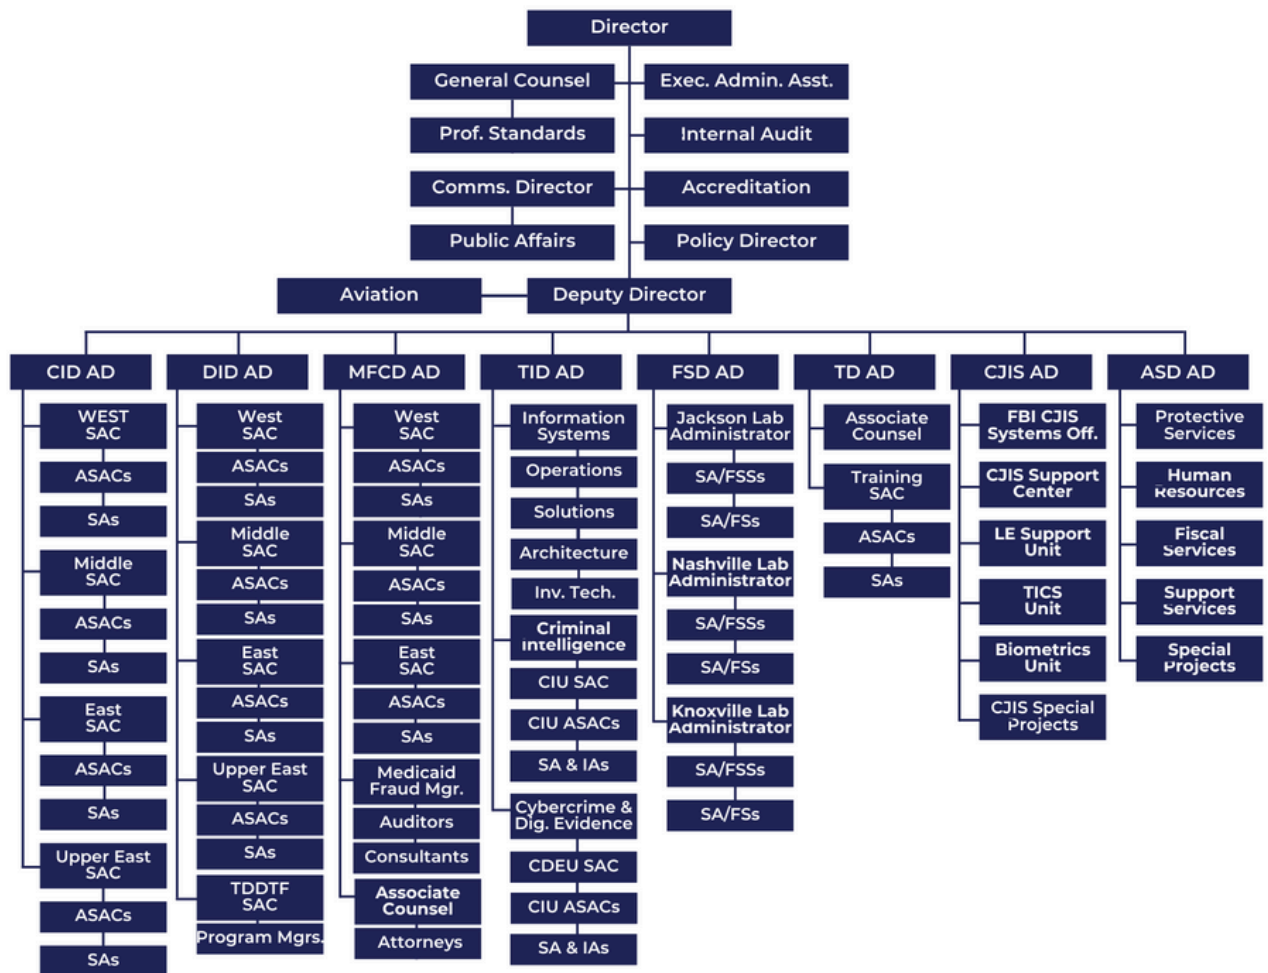 Director
General Counsel
Exec. Admin. Asst.
Prof. Standards
Internal Audit
Comms. Director
Accreditation
Public Affairs
Policy Director
Aviation
Deputy Director
CID AD
WEST
SAC
ASACs
SAs
Middle
SAC
ASACs
SAs
East
SAC
ASACs
SAs
Upper East
SAC
ASACs
SAs
DID AD
West
SAC
ASACs
SAs
Middle
SAC
ASACs
SAs
East
SAC
ASACs
SAs
Upper East
SAC
ASACs
SAs
TDDTF
SAC
Program Mgrs.
MFCD AD
West
SAC
ASACs
SAs
Middle
SAC
ASACs
SAs
East
SAC
ASACs
SAs
Medicaid
Fraud Mgr.
Auditors
Consultants
Associate
Counsel
Attorneys
TID AD
Information
Systems
Operations
Solutions
Architecture
Inv. Tech.
Criminal
Intelligence
CIU SAC
CIU ASACs
SA & IAs
Cybercrime &
Dig. Evidence
CDEU SAC
CIU ASACs
SA & IAs
FSD AD
Jackson Lab
Administrator
SA/FSSs
SA/FSs
Nashville Lab
Administrator
SA/FSSs
SA/FSs
Knoxville Lab
Administrator
SA/FSSs
SA/FSs
TD AD
Associate
Counsel
Training
SAC
ASACs
SAs
CJIS AD
FBI CJIS
Systems Off.
CJIS Support
Center
LE Support
Unit
TICS
Unit
Biometrics
Unit
CJIS Special
Projects
ASD AD
Protective
Services
Human
Resources
Fiscal
Services
Support
Services
Special
Projects